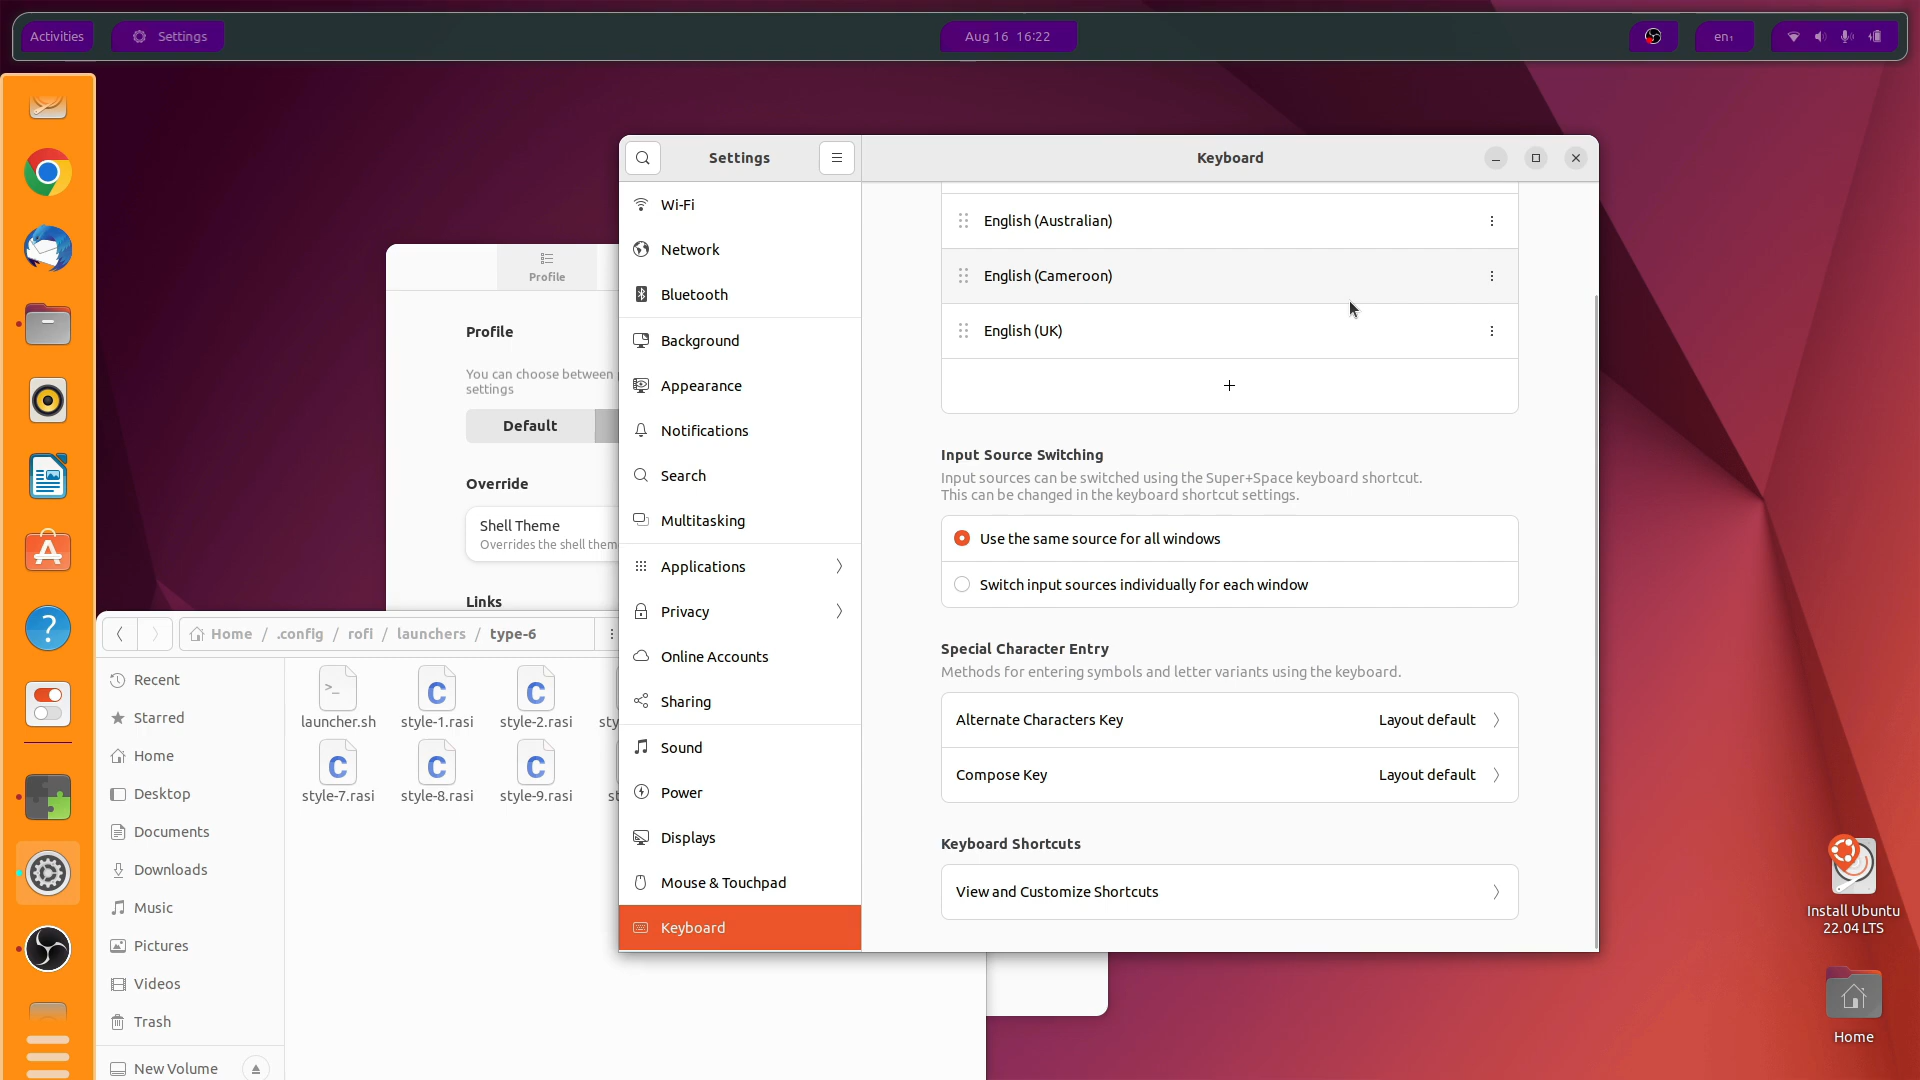 Activities
Settings
Aug 16 16:22
en₁
Settings
Keyboard
Wi-Fi
Network
Bluetooth
Background
Appearance
Notifications
Search
Multitasking
Applications
Privacy
Online Accounts
Sharing
Sound
Power
Displays
Mouse & Touchpad
Keyboard
English (Australian)
English (Cameroon)
English (UK)
Input Source Switching
Input sources can be switched using the Super+Space keyboard shortcut.
This can be changed in the keyboard shortcut settings.
Use the same source for all windows
Switch input sources individually for each window
Special Character Entry
Methods for entering symbols and letter variants using the keyboard.
Alternate Characters Key Layout default
Compose Key Layout default
Keyboard Shortcuts
View and Customize Shortcuts
Profile
Profile
You can choose between
settings
Default
Override
Shell Theme
Overrides the shell them
Links
Home / .config / rofi / launchers / type-6
Recent
Starred
Home
Desktop
Documents
Downloads
Music
Pictures
Videos
Trash
New Volume
launcher.sh
style-1.rasi
style-2.rasi
sty
style-7.rasi
style-8.rasi
style-9.rasi
st
Install Ubuntu
22.04 LTS
Home